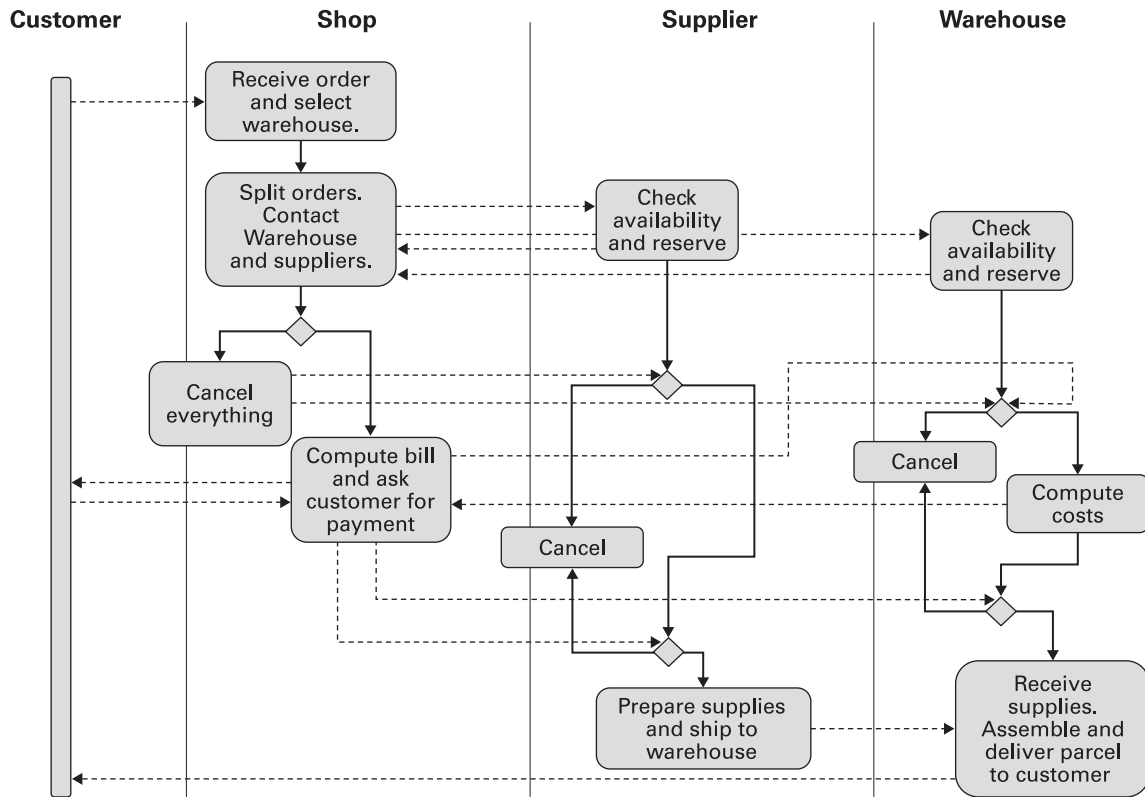 Customer
Shop
Supplier
Warehouse
Receive order
and select
warehouse.
Split orders.
Contact
Warehouse
and suppliers.
Check
availability
and reserve
Check
availability
and reserve
Cancel
everything
Compute bill
and ask
customer for
payment
Cancel
Compute
costs
Cancel
Prepare supplies
and ship to
warehouse
Receive
supplies.
Assemble and
deliver parcel
to customer